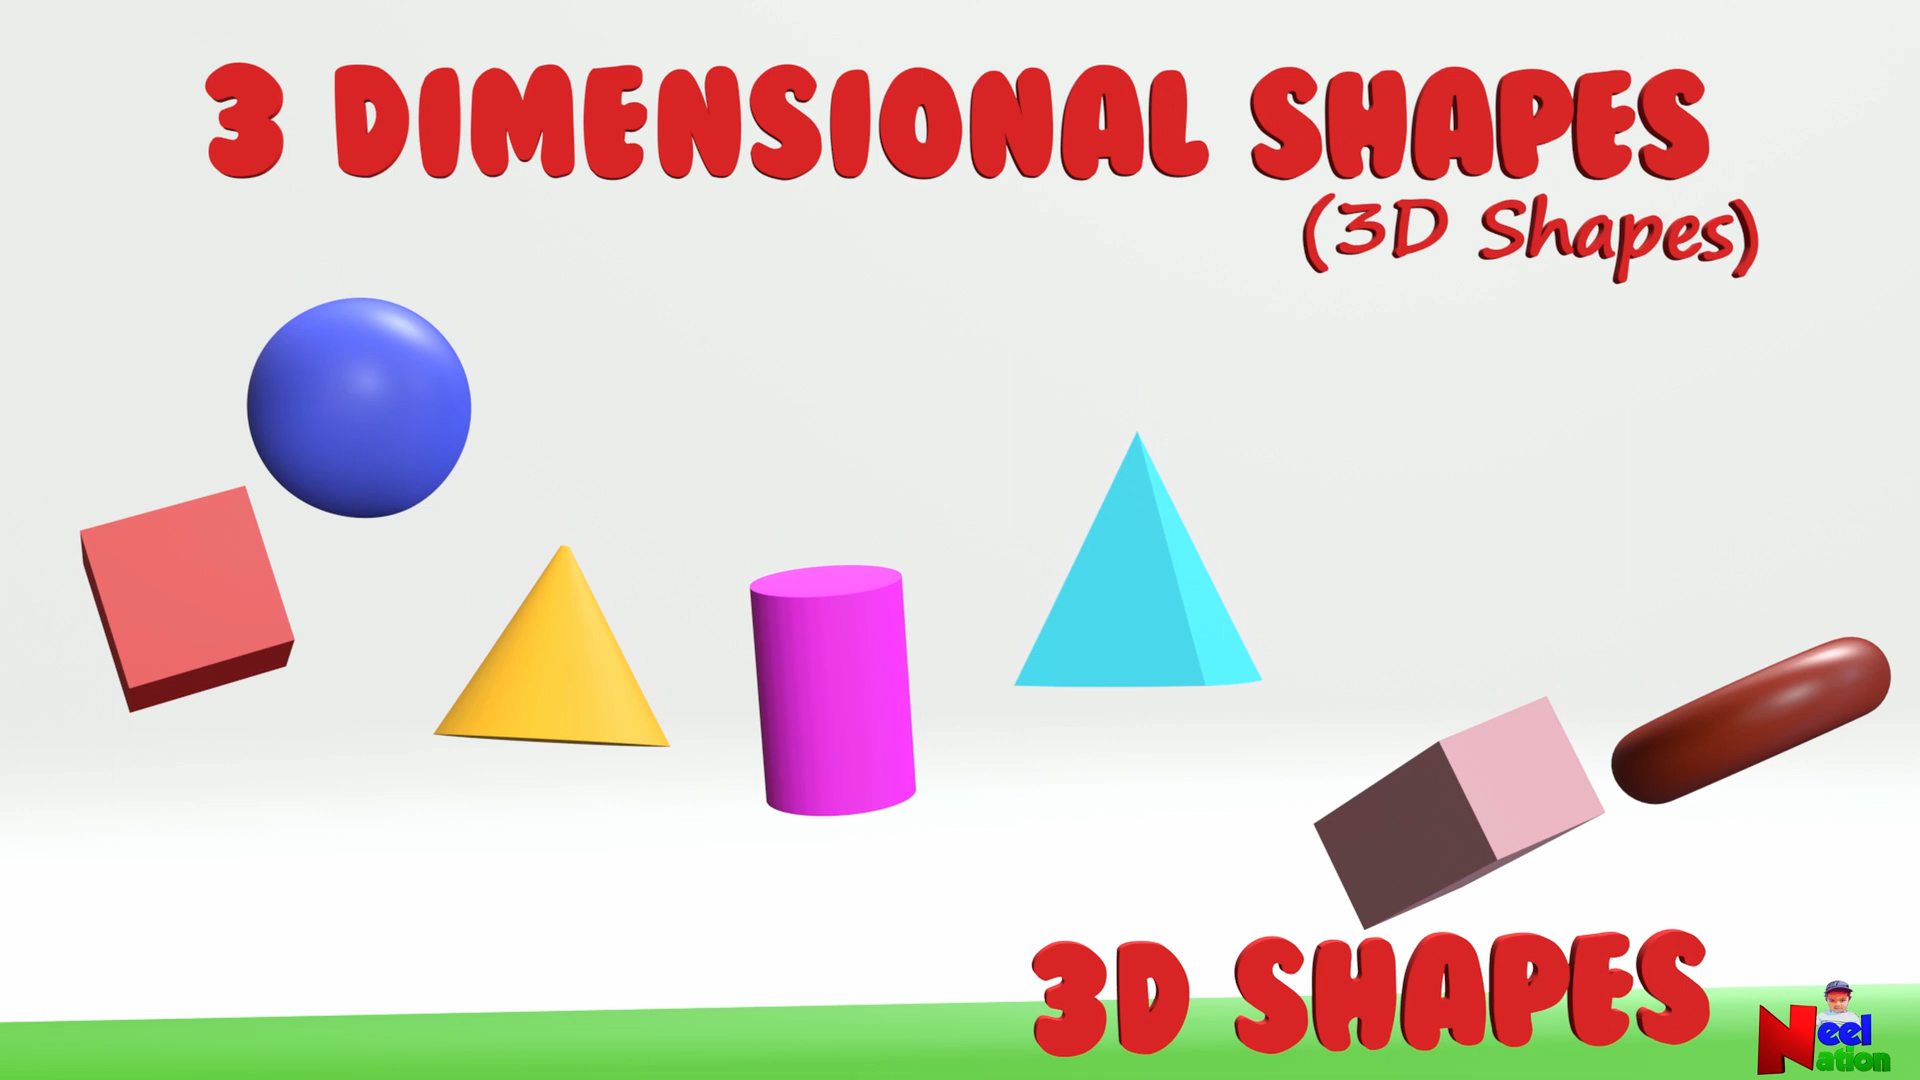 3 DIMENSIONAL SHAPES
(3D Shapes)
3D SHAPES
Neel
Nation